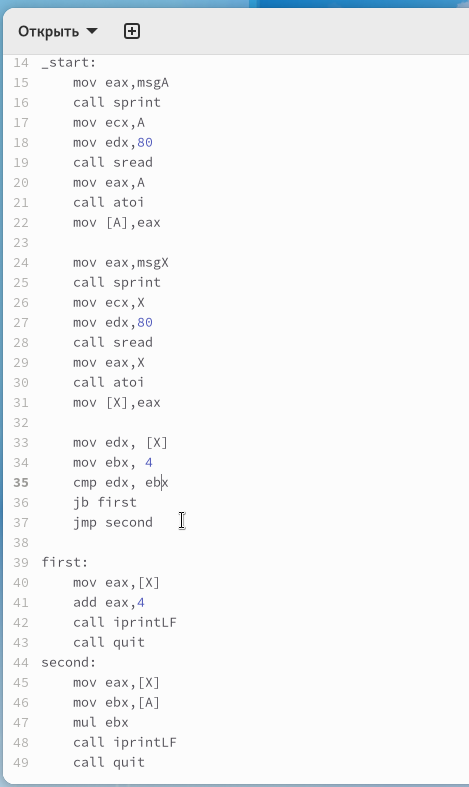 Открыть
14 _start:
15 mov eax,msgA
16 call sprint
17 mov ecx,A
18 mov edx,80
19 call sread
20 mov eax,A
21 call atoi
22 mov [A],eax
23
24 mov eax,msgX
25 call sprint
26 mov ecx,X
27 mov edx,80
28 call sread
29 mov eax,X
30 call atoi
31 mov [X],eax
32
33 mov edx, [X]
34 mov ebx, 4
35 cmp edx, ebx
36 jb first
37 jmp second
38
39 first:
40 mov eax,[X]
41 add eax,4
42 call iprintLF
43 call quit
44 second:
45 mov eax,[X]
46 mov ebx,[A]
47 mul ebx
48 call iprintLF
49 call quit